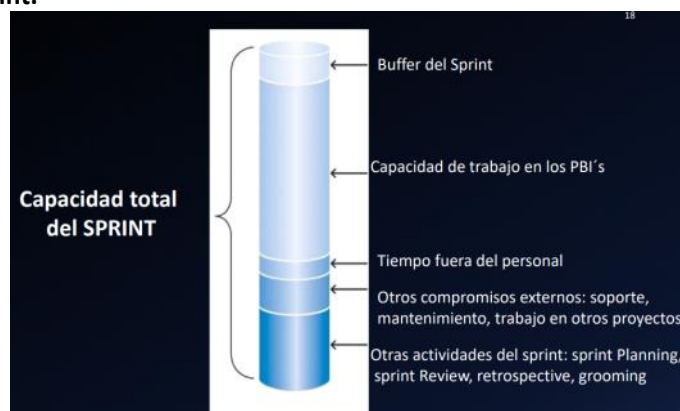 int.
18
Buffer del Sprint
Capacidad de trabajo en los PBI´s
Capacidad total
del SPRINT
Tiempo fuera del personal
Otros compromisos externos: soporte,
mantenimiento, trabajo en otros proyectos
Otras actividades del sprint: sprint Planning,
sprint Review, retrospective, grooming